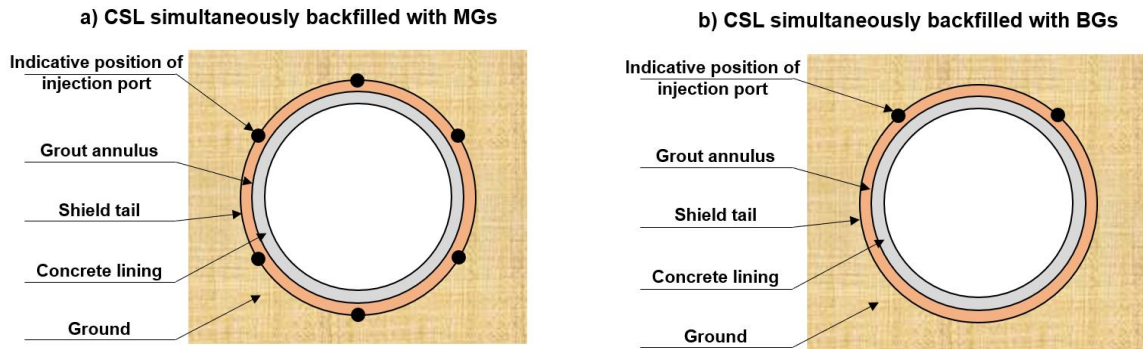 a) CSL simultaneously backfilled with MGs
Indicative position of
injection port
Grout annulus
Shield tail
Concrete lining
Ground
b) CSL simultaneously backfilled with BGs
Indicative position of
injection port
Grout annulus
Shield tail
Concrete lining
Ground